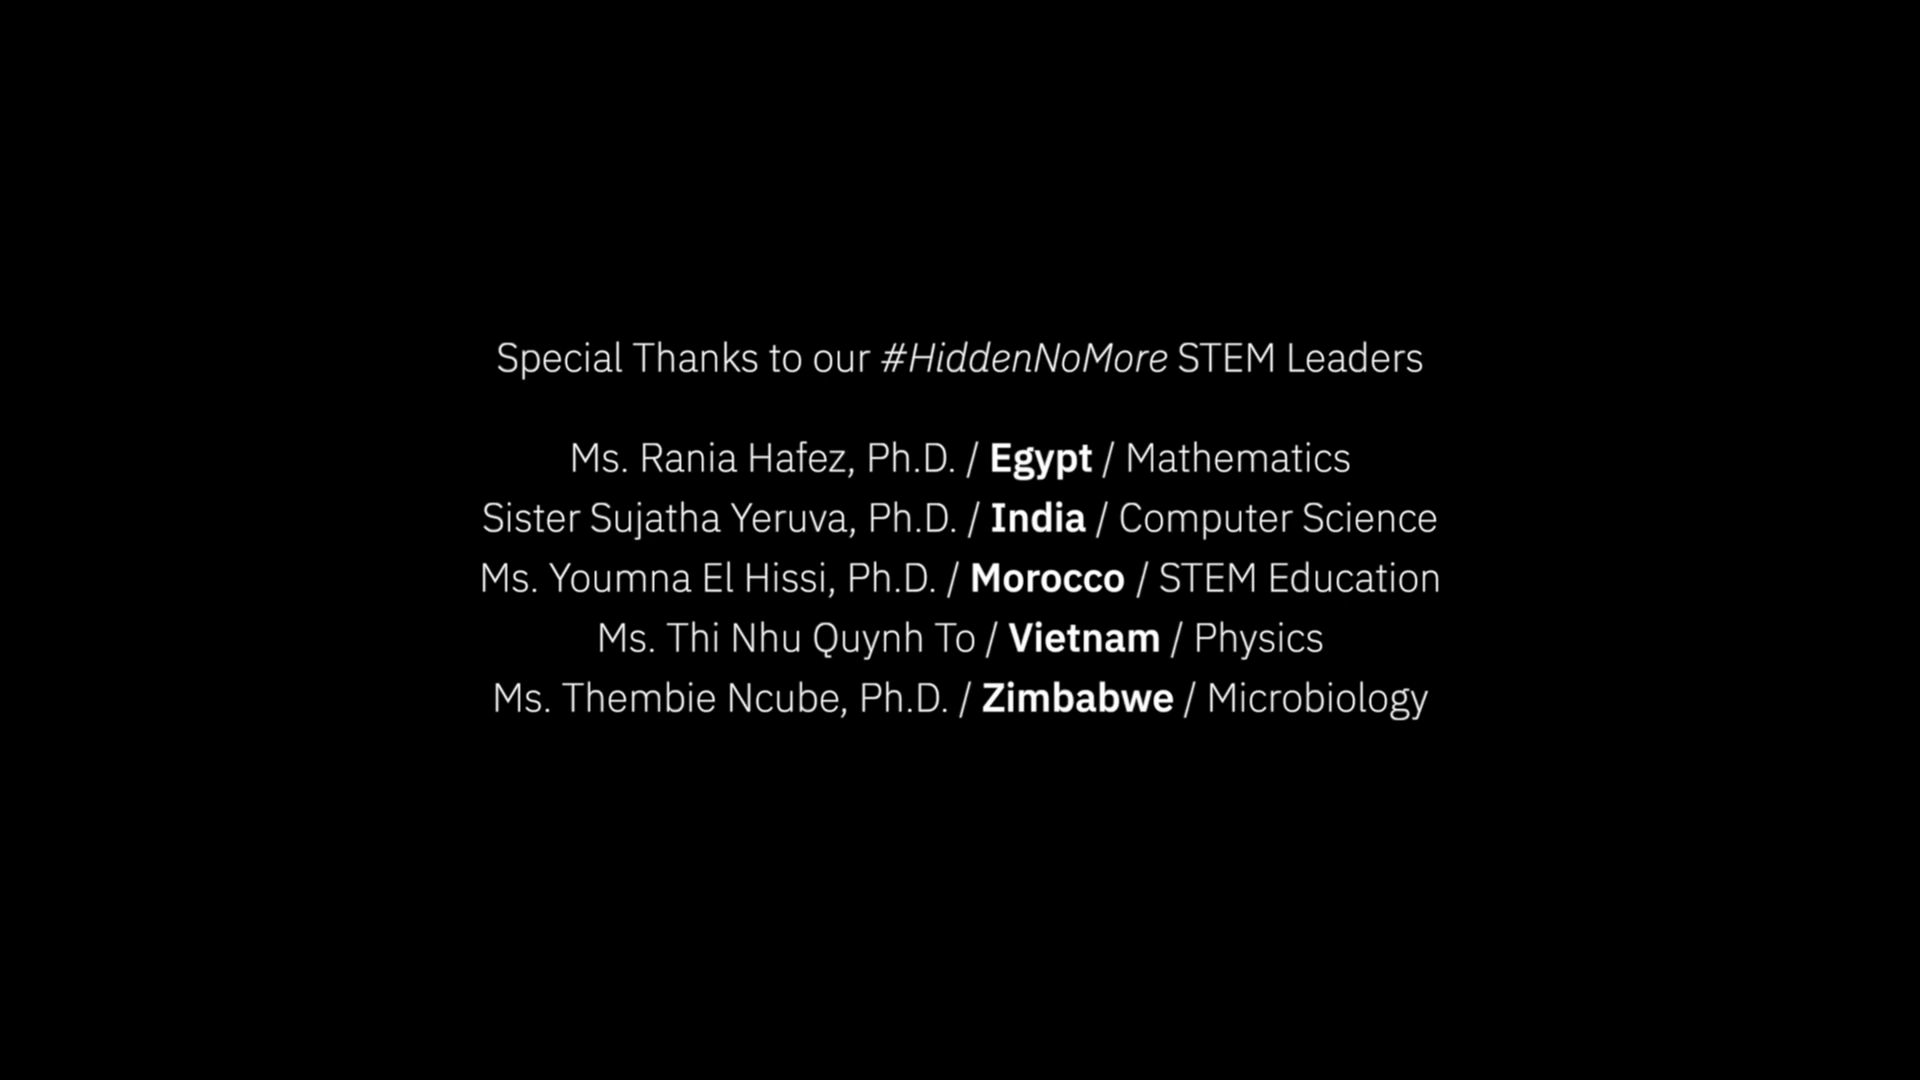 Special Thanks to our #HiddenNoMore STEM Leaders
Ms. Rania Hafez, Ph.D. / Egypt / Mathematics
Sister Sujatha Yeruva, Ph.D. / India / Computer Science
Ms. Youmna El Hissi, Ph.D. / Morocco / STEM Education
Ms. Thi Nhu Quynh To / Vietnam / Physics
Ms. Thembie Ncube, Ph.D. / Zimbabwe / Microbiology